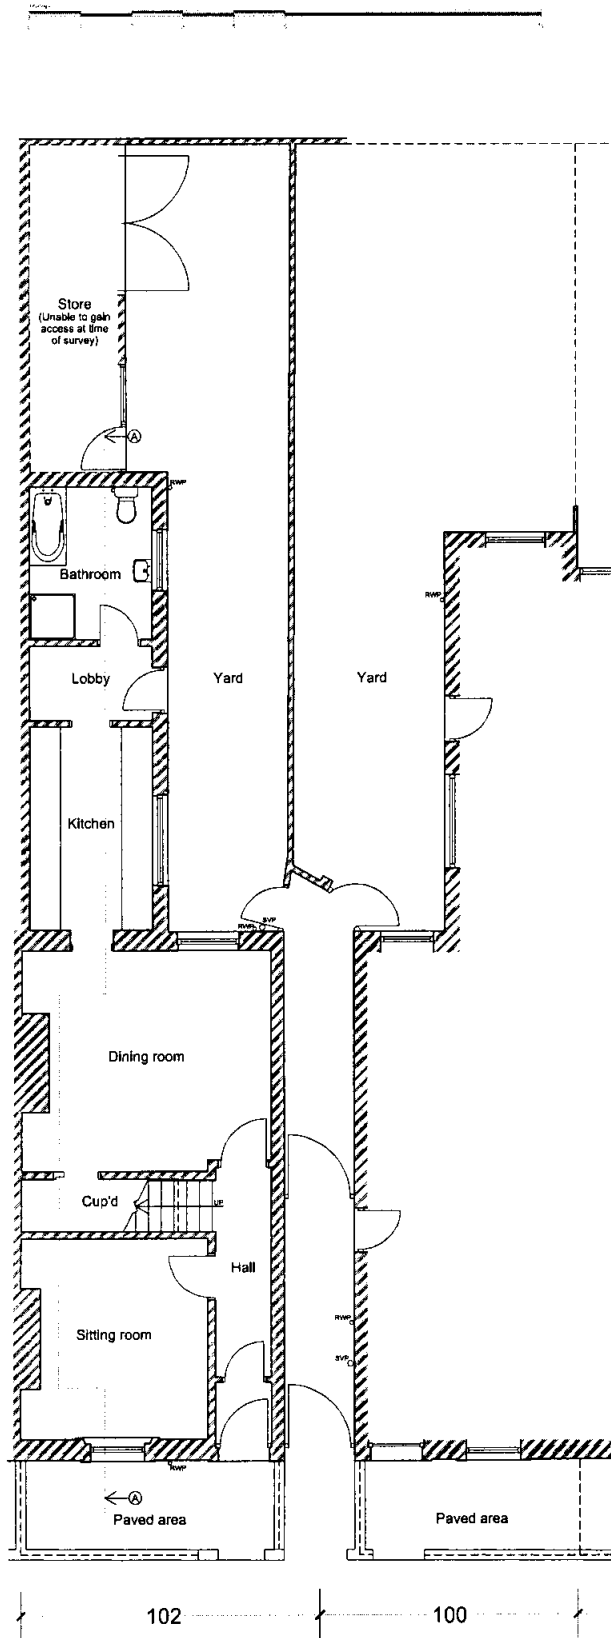 Store
(Unable to gain
access at time
of survey)
A
RWP
Bathroom
RWP
Lobby
Yard
Yard
Kitchen
SVP
RWP
Dining room
Cup'd
UP
Hall
RWP
Sitting room
SVP
RWP
A
Paved area
Paved area
102
100